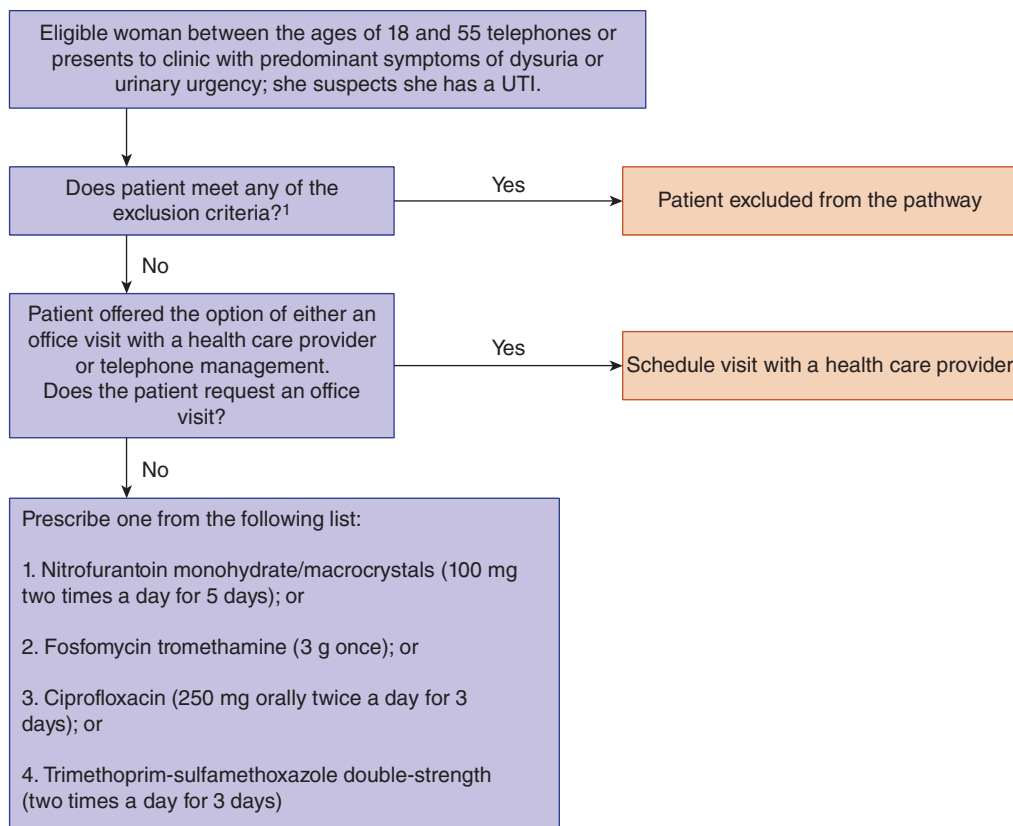 Eligible woman between the ages of 18 and 55 telephones or
presents to clinic with predominant symptoms of dysuria or
urinary urgency; she suspects she has a UTI.
Does patient meet any of the
exclusion criteria?¹
Yes
Patient excluded from the pathway
No
Patient offered the option of either an
office visit with a health care provider
or telephone management.
Does the patient request an office
visit?
Yes
Schedule visit with a health care provider
No
Prescribe one from the following list:
1. Nitrofurantoin monohydrate/macrocrystals (100 mg
two times a day for 5 days); or
2. Fosfomycin tromethamine (3 g once); or
3. Ciprofloxacin (250 mg orally twice a day for 3
days); or
4. Trimethoprim-sulfamethoxazole double-strength
(two times a day for 3 days)